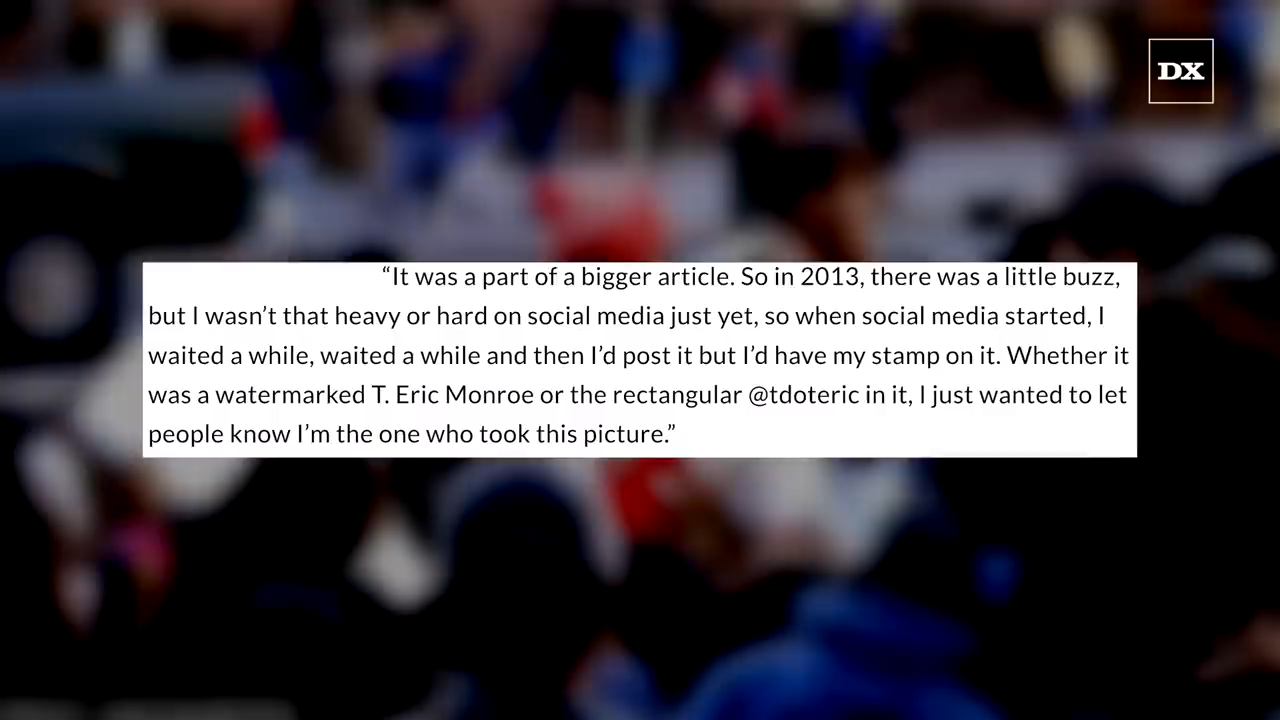 DX
“It was a part of a bigger article. So in 2013, there was a little buzz,
but I wasn’t that heavy or hard on social media just yet, so when social media started, I
waited a while, waited a while and then I’d post it but I’d have my stamp on it. Whether it
was a watermarked T. Eric Monroe or the rectangular @tdoteric in it, I just wanted to let
people know I’m the one who took this picture.”